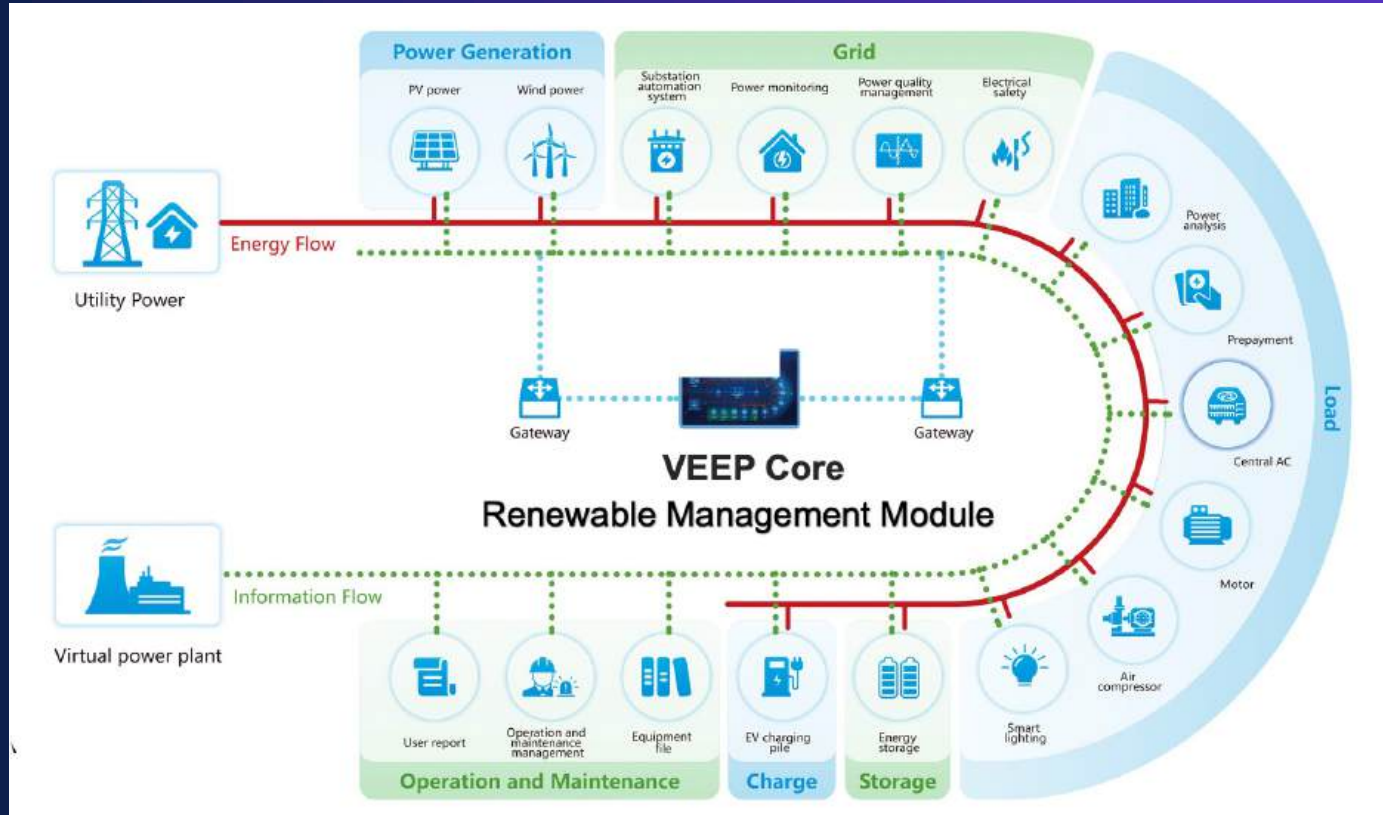 Power Generation
Grid
PV power
Wind power
Substation
automation
system
Power monitoring
Power quality
management
Electrical
safety
Energy Flow
Utility Power
Power
analysis
Prepayment
Load
Central AC
Gateway
Gateway
VEEP Core
Renewable Management Module
Motor
Information Flow
Virtual power plant
Air
compressor
Smart
lighting
User report
Operation and
maintenance
management
Equipment
file
EV charging
pile
Energy
storage
Operation and Maintenance
Charge
Storage